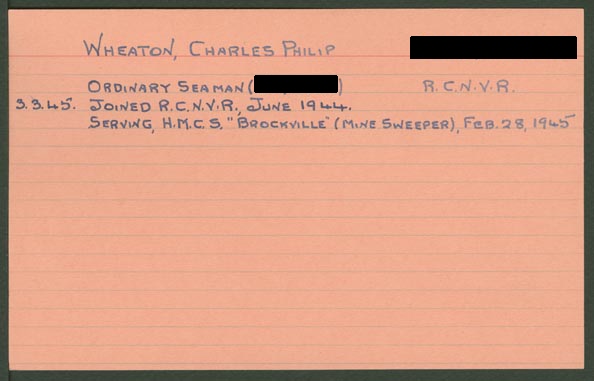 WHEATON, CHARLES PHILIP
ORDINARY SEAMAN ( ) R.C.N.V.R.
3.3.45. JOINED R.C.N.V.R., JUNE 1944.
SERVING, H.M.C.S. "BROCKVILLE" (MINE SWEEPER), FEB. 28, 1945